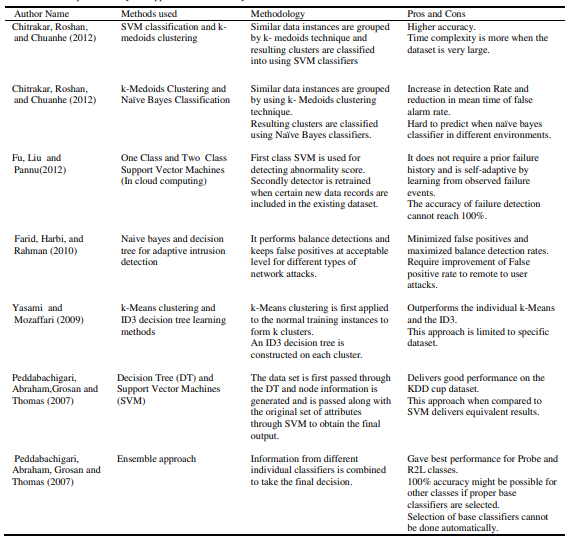 Author Name
Methods used
Methodology
Pros and Cons
Chitrakar, Roshan,
and Chuanhe (2012)
SVM classification and k-
medoids clustering
Similar data instances are grouped
by k- medoids technique and
resulting clusters are classified
into using SVM classifiers
Higher accuracy.
Time complexity is more when the
dataset is very large.
Chitrakar, Roshan,
and Chuanhe (2012)
k-Medoids Clustering and
Naïve Bayes Classification
Similar data instances are grouped
by using k- Medoids clustering
technique.
Resulting clusters are classified
using Naïve Bayes classifiers.
Increase in detection Rate and
reduction in mean time of false
alarm rate.
Hard to predict when naïve bayes
classifier in different environments.
Fu, Liu and
Pannu(2012)
One Class and Two Class
Support Vector Machines
(In cloud computing)
First class SVM is used for
detecting abnormality score.
Secondly detector is retrained
when certain new data records are
included in the existing dataset.
It does not require a prior failure
history and is self-adaptive by
learning from observed failure
events.
The accuracy of failure detection
cannot reach 100%.
Farid, Harbi, and
Rahman (2010)
Naive bayes and decision
tree for adaptive intrusion
detection
It performs balance detections and
keeps false positives at acceptable
level for different types of
network attacks.
Minimized false positives and
maximized balance detection rates.
Require improvement of False
positive rate to remote to user
attacks.
Yasami and
Mozaffari (2009)
k-Means clustering and
ID3 decision tree learning
methods
k-Means clustering is first applied
to the normal training instances to
form k clusters.
An ID3 decision tree is
constructed on each cluster.
Outperforms the individual k-Means
and the ID3.
This approach is limited to specific
dataset.
Peddabachigari,
Abraham,Grosan and
Thomas (2007)
Decision Tree (DT) and
Support Vector Machines
(SVM)
The data set is first passed through
the DT and node information is
generated and is passed along with
the original set of attributes
through SVM to obtain the final
output.
Delivers good performance on the
KDD cup dataset.
This approach when compared to
SVM delivers equivalent results.
Peddabachigari,
Abraham, Grosan and
Thomas (2007)
Ensemble approach
Information from different
individual classifiers is combined
to take the final decision.
Gave best performance for Probe and
R2L classes.
100% accuracy might be possible for
other classes if proper base
classifiers are selected.
Selection of base classifiers cannot
be done automatically.